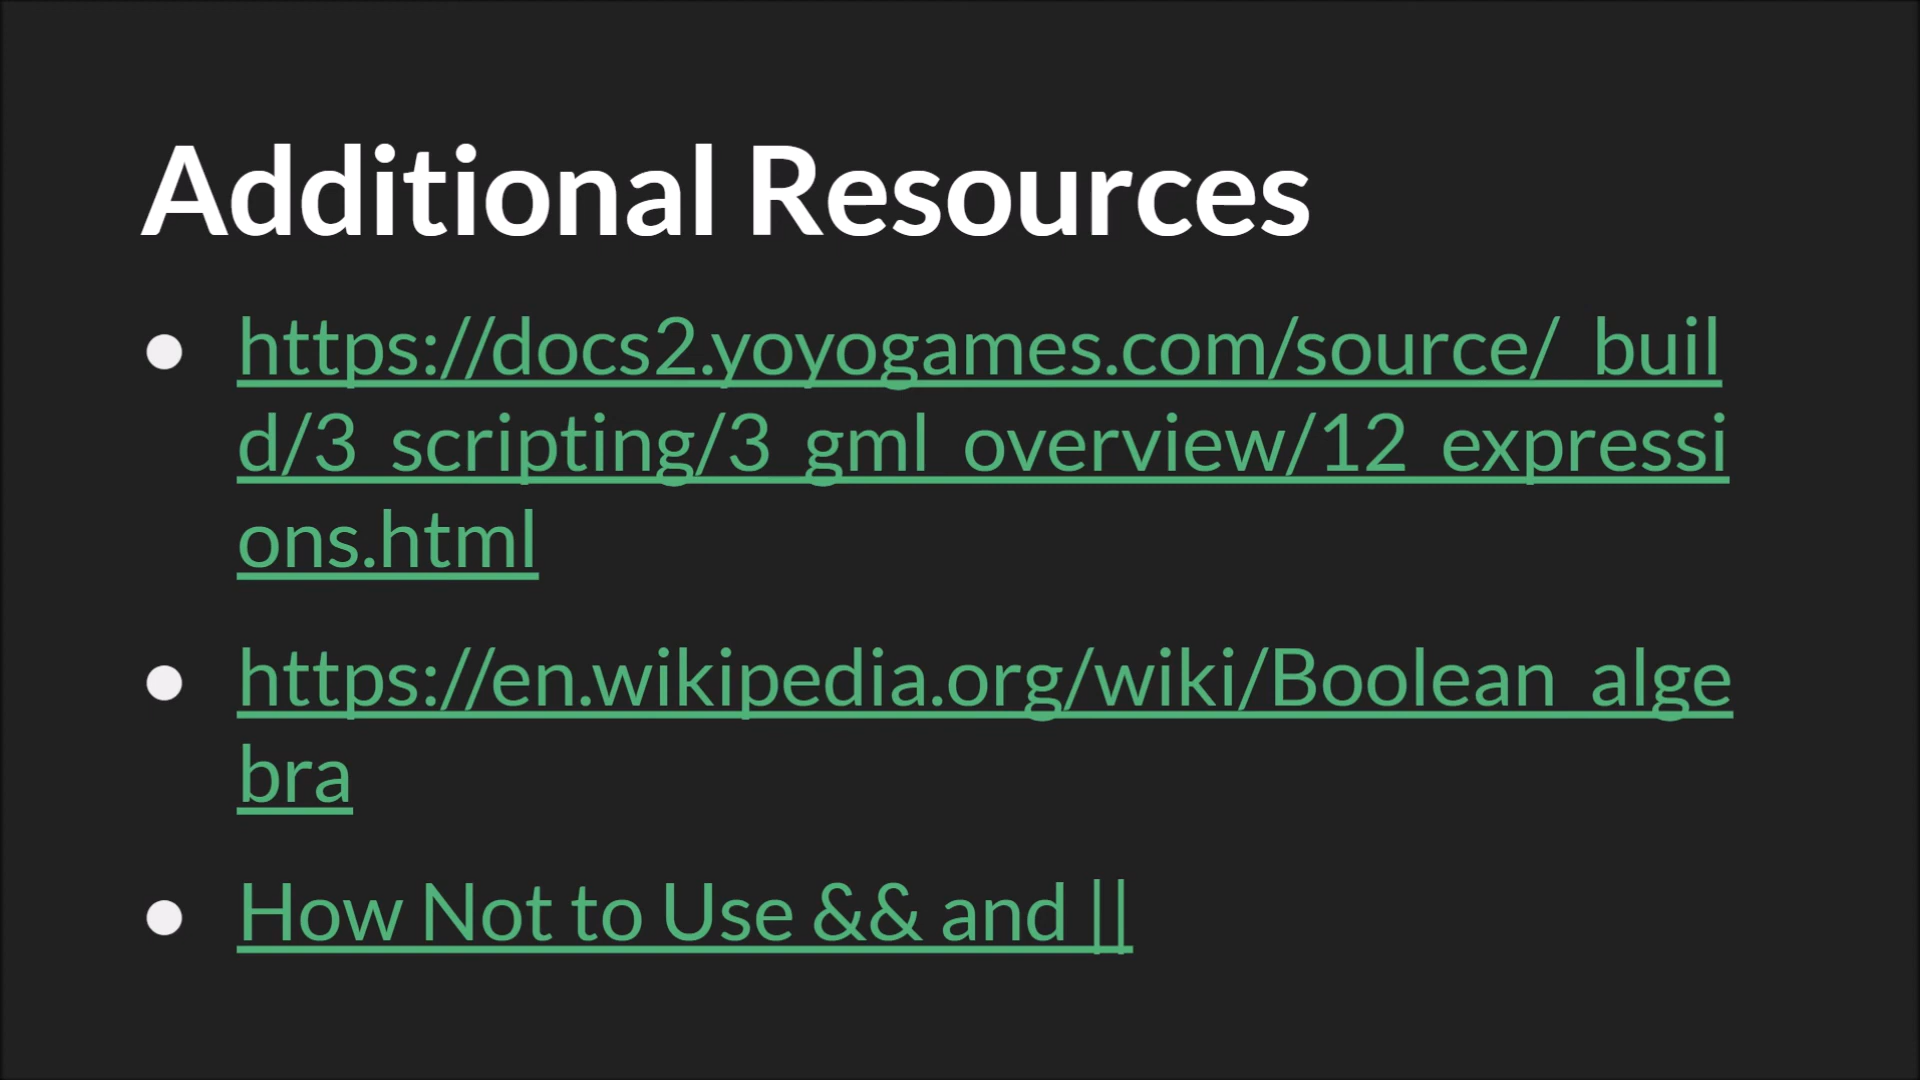 Additional Resources
● https://docs2.yoyogames.com/source/_buil
d/3_scripting/3_gml_overview/12_expressi
ons.html
● https://en.wikipedia.org/wiki/Boolean_alge
bra
● How Not to Use && and ||